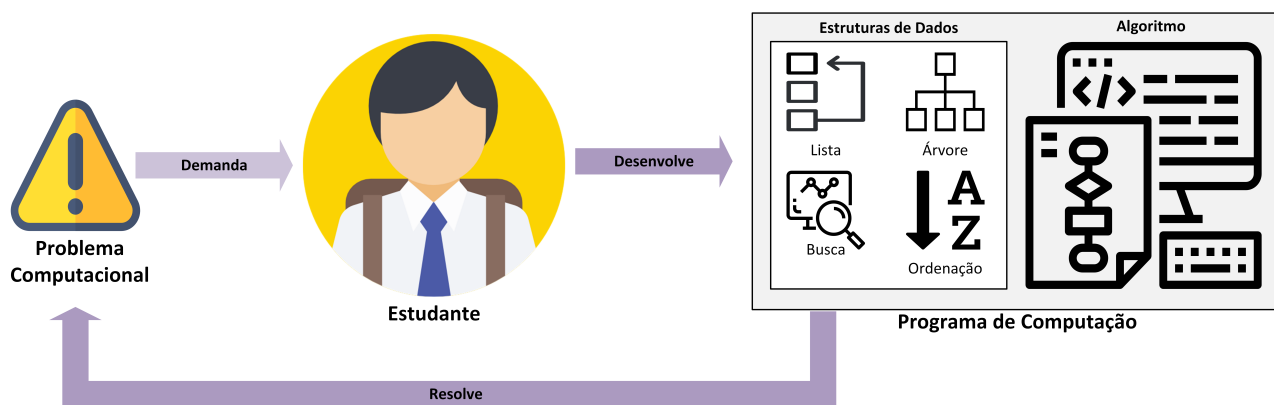 Estruturas de Dados
Algoritmo
Lista
Árvore
Busca
Ordenação
Demanda
Desenvolve
Problema
Computacional
Estudante
Programa de Computação
Resolve